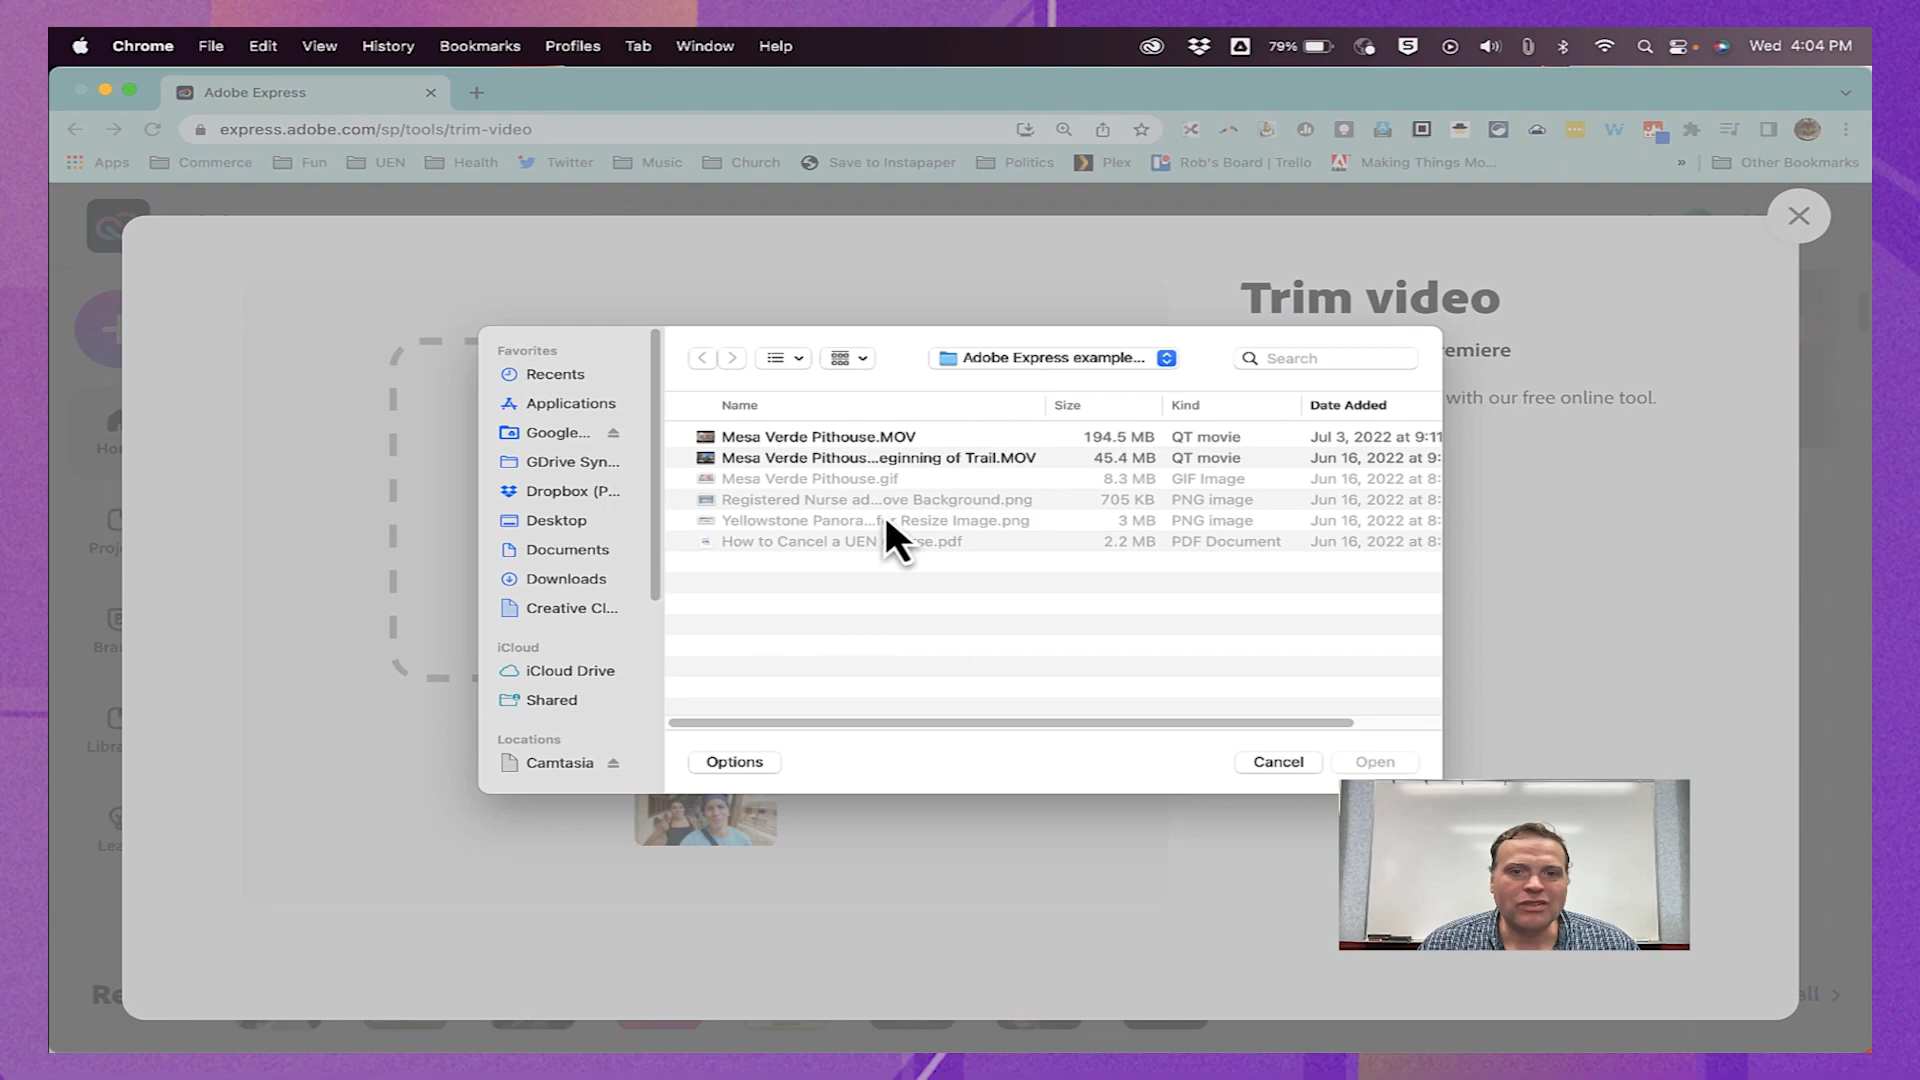 Chrome File Edit View History Bookmarks Profiles Tab Window Help 79% Wed 4:04 PM
Adobe Express
express.adobe.com/sp/tools/trim-video
Apps Commerce Fun UEN Health Twitter Music Church Save to Instapaper Politics Plex Rob's Board | Trello Making Things Mo... » Other Bookmarks
Trim video
emiere
with our free online tool.
Favorites
Recents
Applications
Google...
GDrive Syn...
Dropbox (P...
Desktop
Documents
Downloads
Creative Cl...
iCloud
iCloud Drive
Shared
Locations
Camtasia
Adobe Express example...
Search
Name Size Kind Date Added
Mesa Verde Pithouse.MOV 194.5 MB QT movie Jul 3, 2022 at 9:11
Mesa Verde Pithous...eginning of Trail.MOV 45.4 MB QT movie Jun 16, 2022 at 9:
Mesa Verde Pithouse.gif 8.3 MB GIF Image Jun 16, 2022 at 8:
Registered Nurse ad...ove Background.png 705 KB PNG image Jun 16, 2022 at 8:
Yellowstone Panora...for Resize Image.png 3 MB PNG image Jun 16, 2022 at 8:
How to Cancel a UEN rse.pdf 2.2 MB PDF Document Jun 16, 2022 at 8:
Options
Cancel
Open
Ho
Proj
Bra
Libr
Lea
Re
all